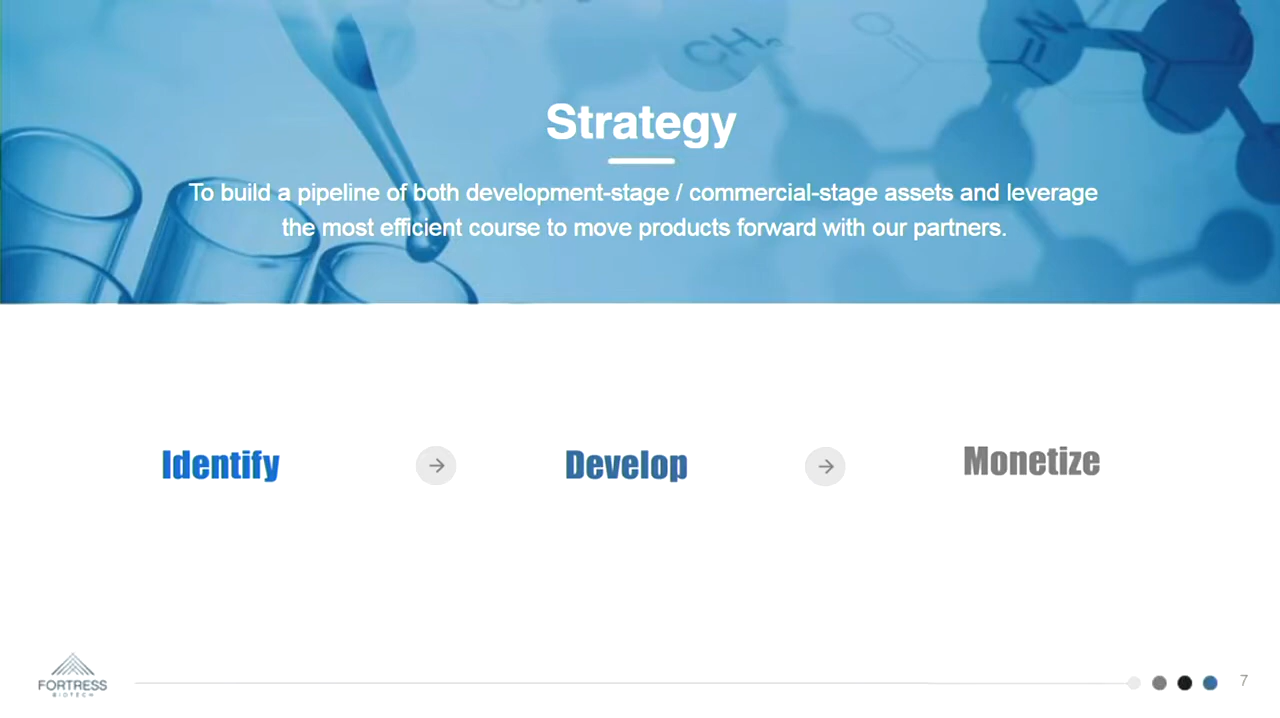 CH₃
N
Strategy
To build a pipeline of both development-stage / commercial-stage assets and leverage
the most efficient course to move products forward with our partners.
Identify
Develop
Monetize
FORTRESS
BIOTECH
7